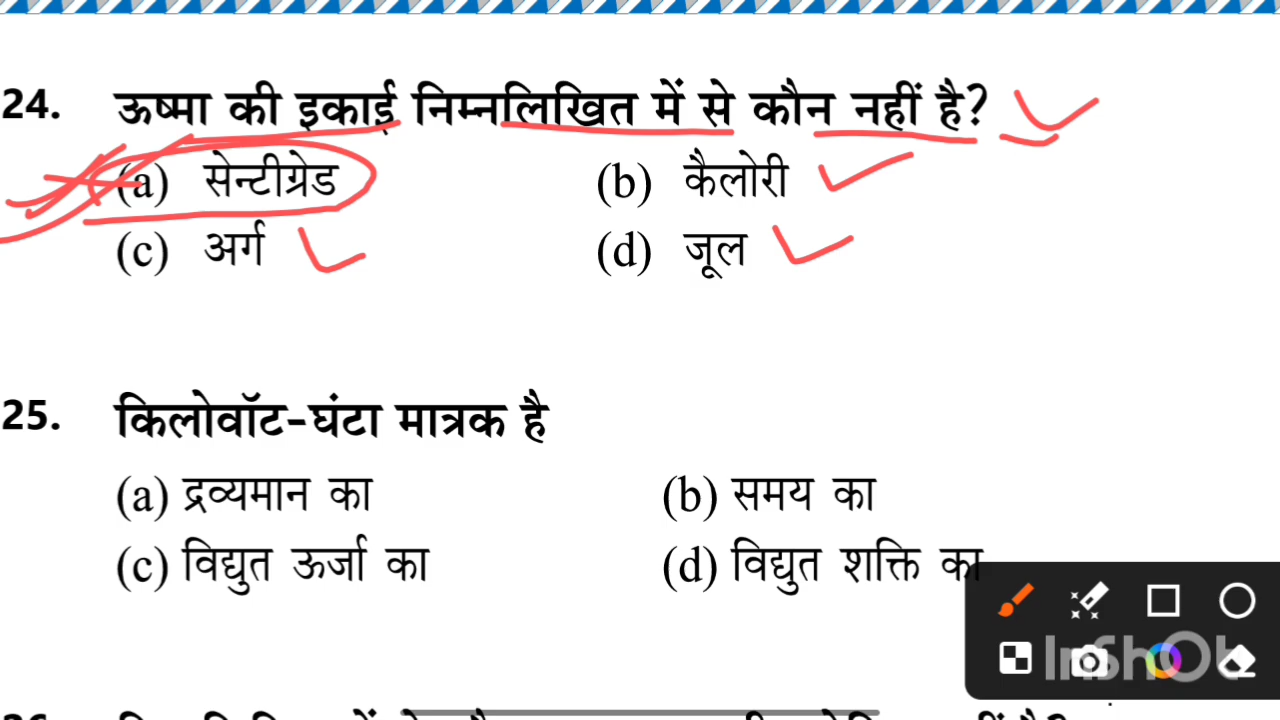 24. ऊष्मा की इकाई निम्नलिखित में से कौन नहीं है?
(a) सेन्टीग्रेड (b) कैलोरी
(c) अर्ग (d) जूल
25. किलोवॉट-घंटा मात्रक है
(a) द्रव्यमान का (b) समय का
(c) विद्युत ऊर्जा का (d) विद्युत शक्ति का
InShOt